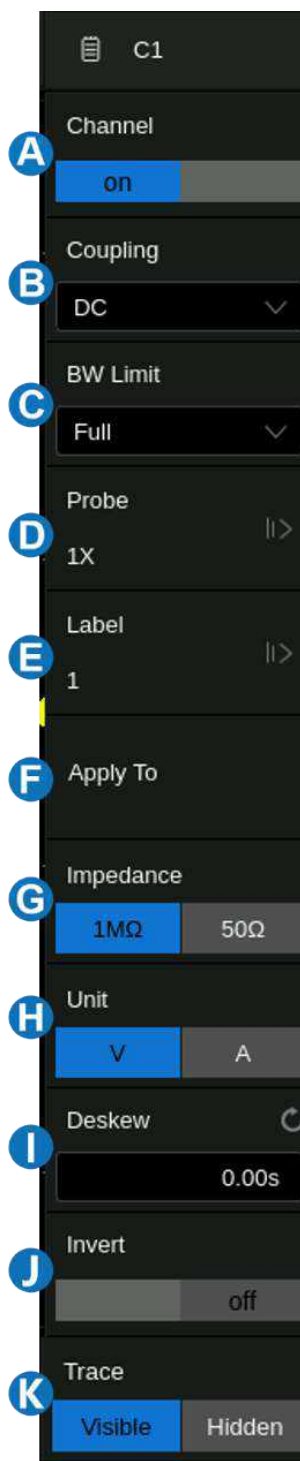 C1
Channel
A
on
Coupling
B
DC
BW Limit
C
Full
Probe
D
1X
Label
E
1
F
Apply To
Impedance
G
1MΩ 50Ω
Unit
H
V A
Deskew
I
0.00s
Invert
J
off
Trace
K
Visible Hidden